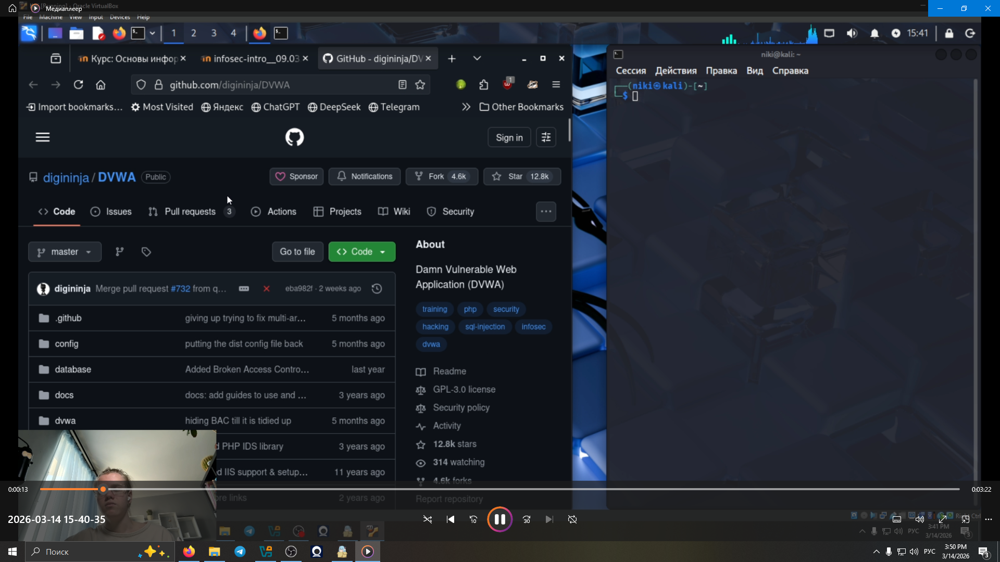 Медиаплеер
[Running] - Oracle VirtualBox
File Machine View Input Devices Help
1 2 3 4
15:41
Курс: Основы инфор
infosec-intro__09.03
GitHub - digininja/DV
github.com/digininja/DVWA
1
Import bookmarks... Most Visited Яндекс ChatGPT DeepSeek Telegram Other Bookmarks
Sign in
digininja / DVWA Public
Sponsor Notifications Fork 4.6k Star 12.8k
Code Issues Pull requests 3 Actions Projects Wiki Security
master Go to file Code
digininja Merge pull request #732 from q... eba982f · 2 weeks ago
.github giving up trying to fix multi-ar... 5 months ago
config putting the dist config file back 5 months ago
database Added Broken Access Contro... last year
docs docs: add guides to use and ... 3 years ago
dvwa hiding BAC till it is tidied up 5 months ago
d PHP IDS library 3 years ago
d IIS support & setup... 11 years ago
ore links 2 years ago
About
Damn Vulnerable Web
Application (DVWA)
training php security
hacking sql-injection infosec
dvwa
Readme
GPL-3.0 license
Security policy
Activity
12.8k stars
314 watching
4.6k forks
Report repository
niki@kali: ~
Сессия Действия Правка Вид Справка
(niki㉿kali)-[~]
$
0:00:13
0:03:22
2026-03-14 15-40-35
10
30
Right Ctrl
РУС
3:41 PM
3/14/2026
3
Поиск
РУС
3:50 PM
3/14/2026
3